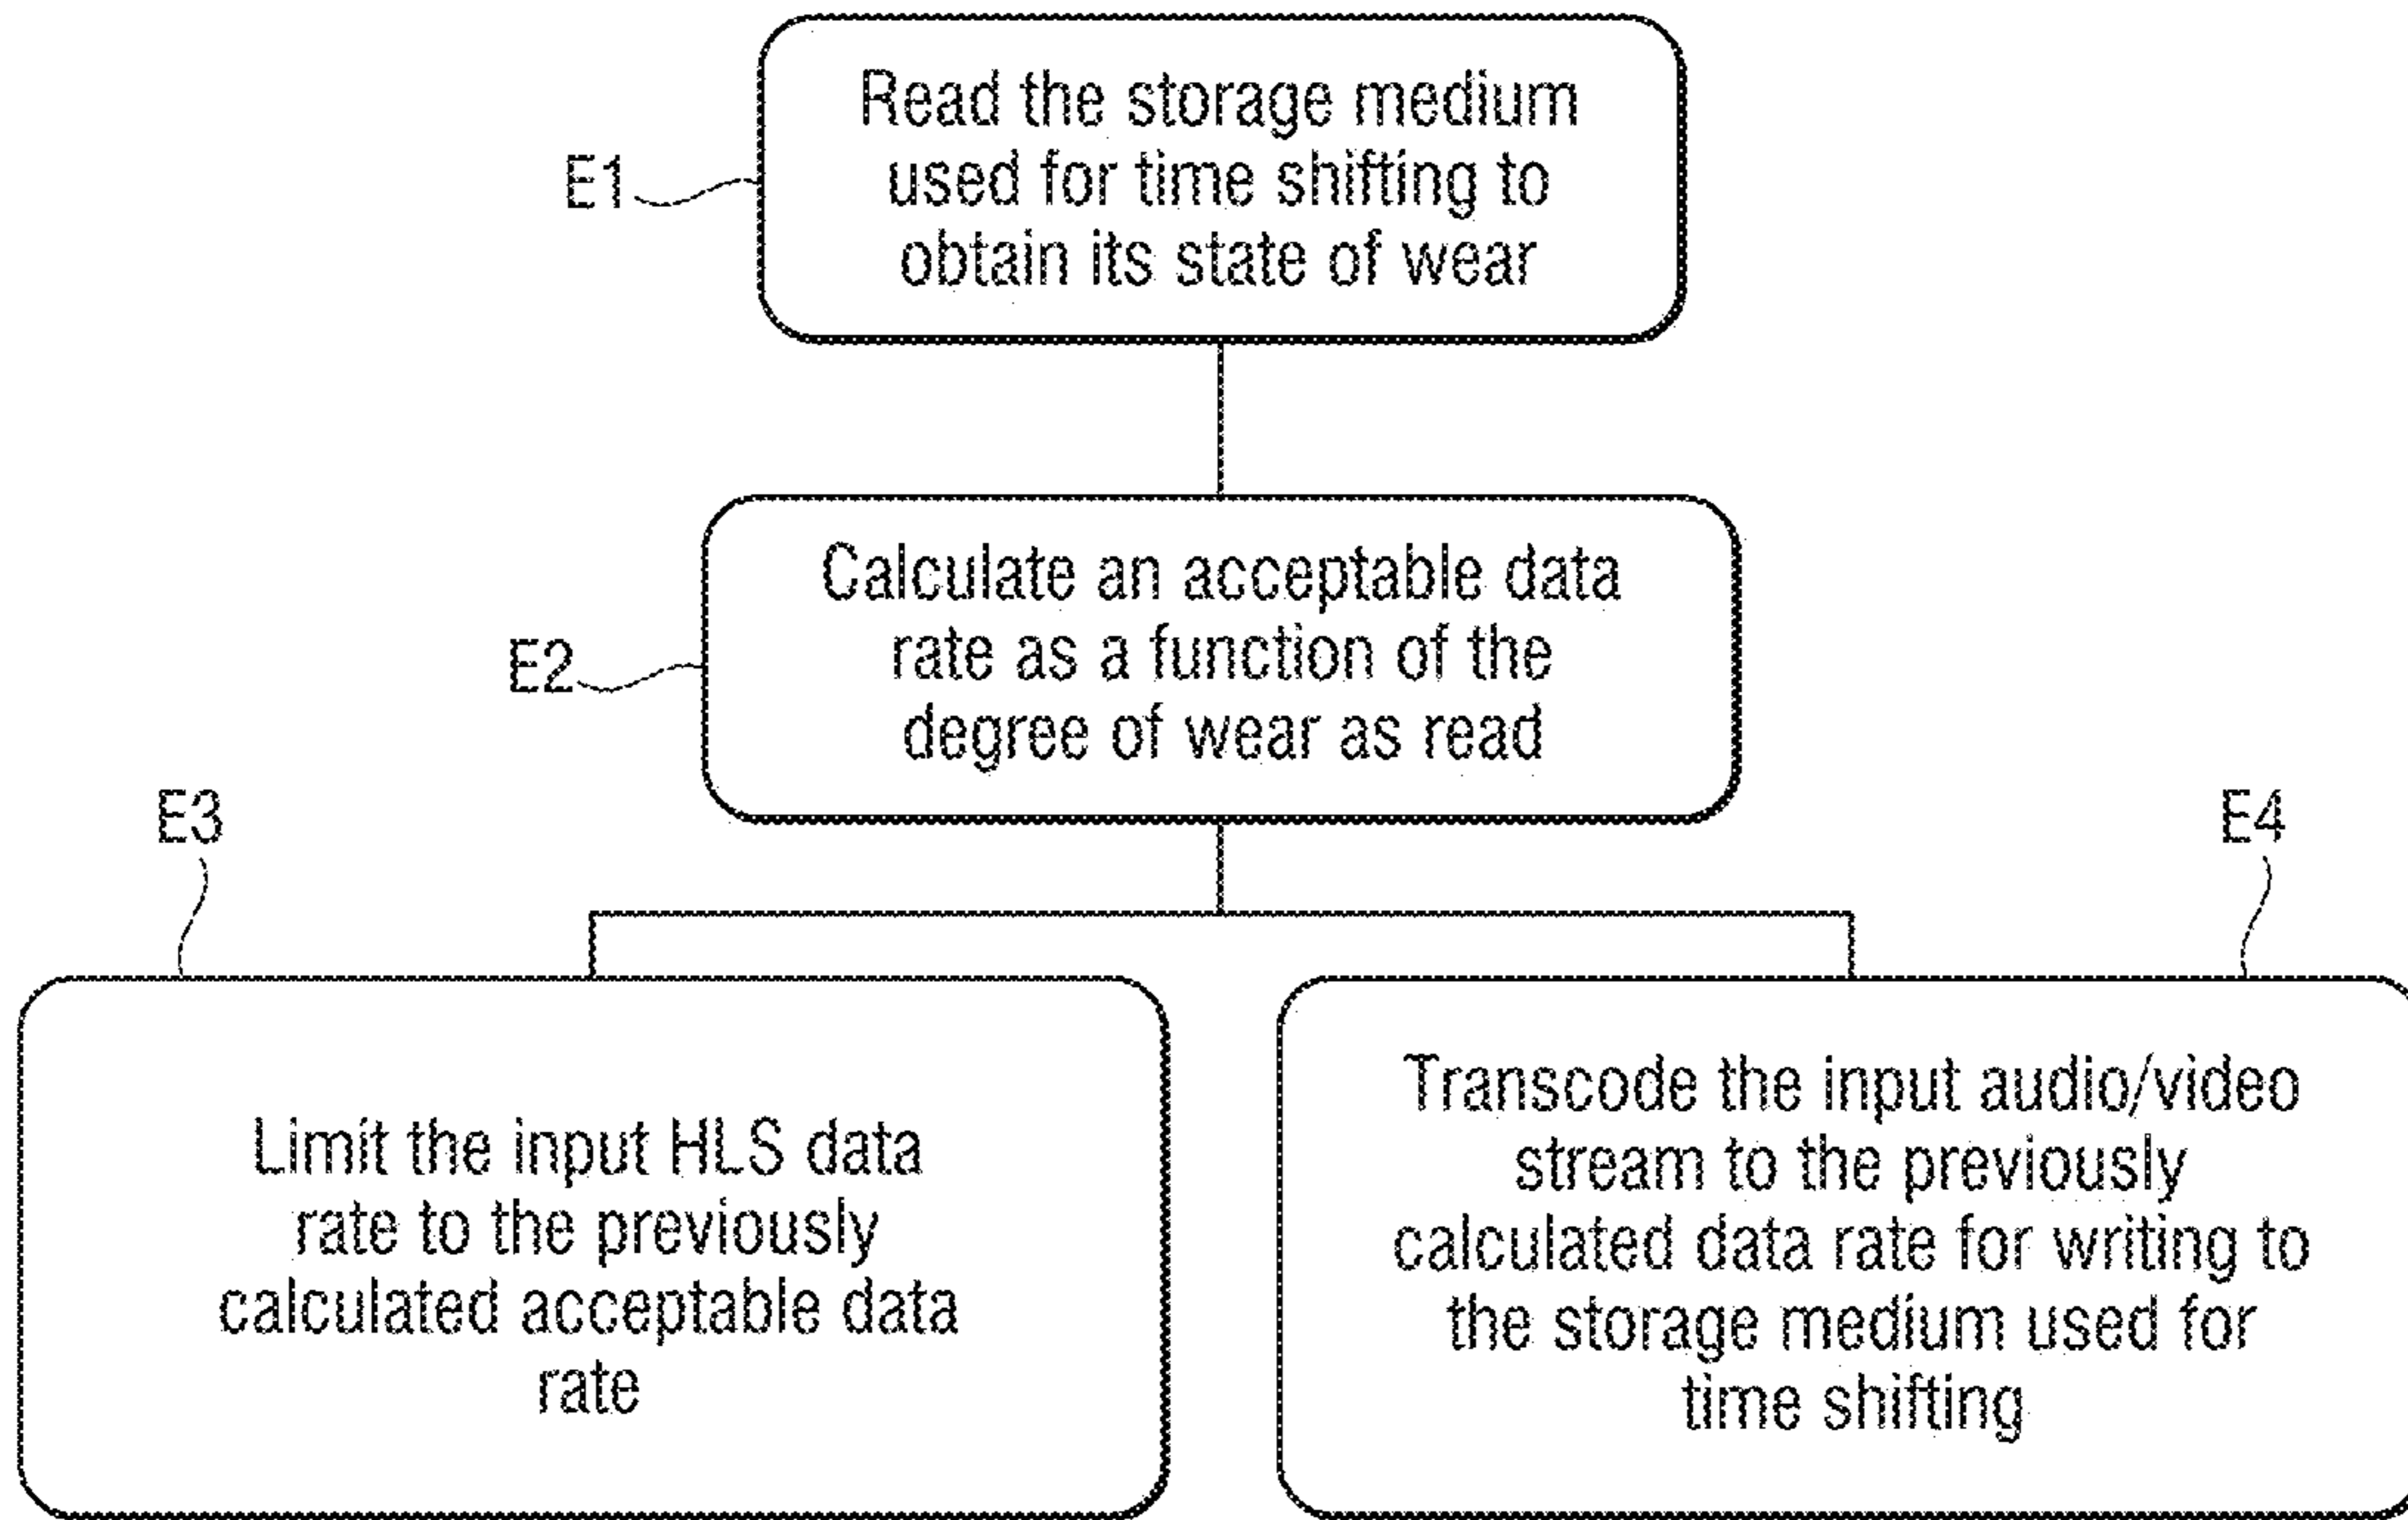 Read the storage medium
used for time shifting to
obtain its state of wear
E1
Calculate an acceptable data
rate as a function of the
degree of wear as read
E2
E3
E4
Limit the input HLS data
rate to the previously
calculated acceptable data
rate
Transcode the input audio/video
stream to the previously
calculated data rate for writing to
the storage medium used for
time shifting